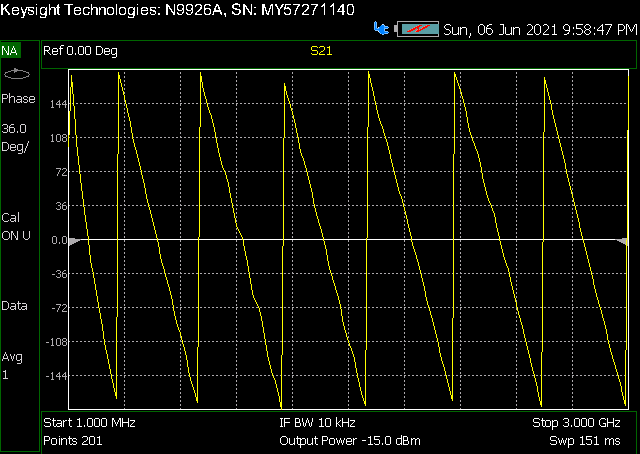 Keysight Technologies: N9926A, SN: MY57271140
Sun, 06 Jun 2021 9:58:47 PM
NA
Ref 0.00 Deg
S21
Phase
36.0
Deg/
Cal
ON U
Data
Avg
1
144
108
72
36
0.0
-36
-72
-108
-144
Start 1.000 MHz
IF BW 10 kHz
Stop 3.000 GHz
Points 201
Output Power -15.0 dBm
Swp 151 ms